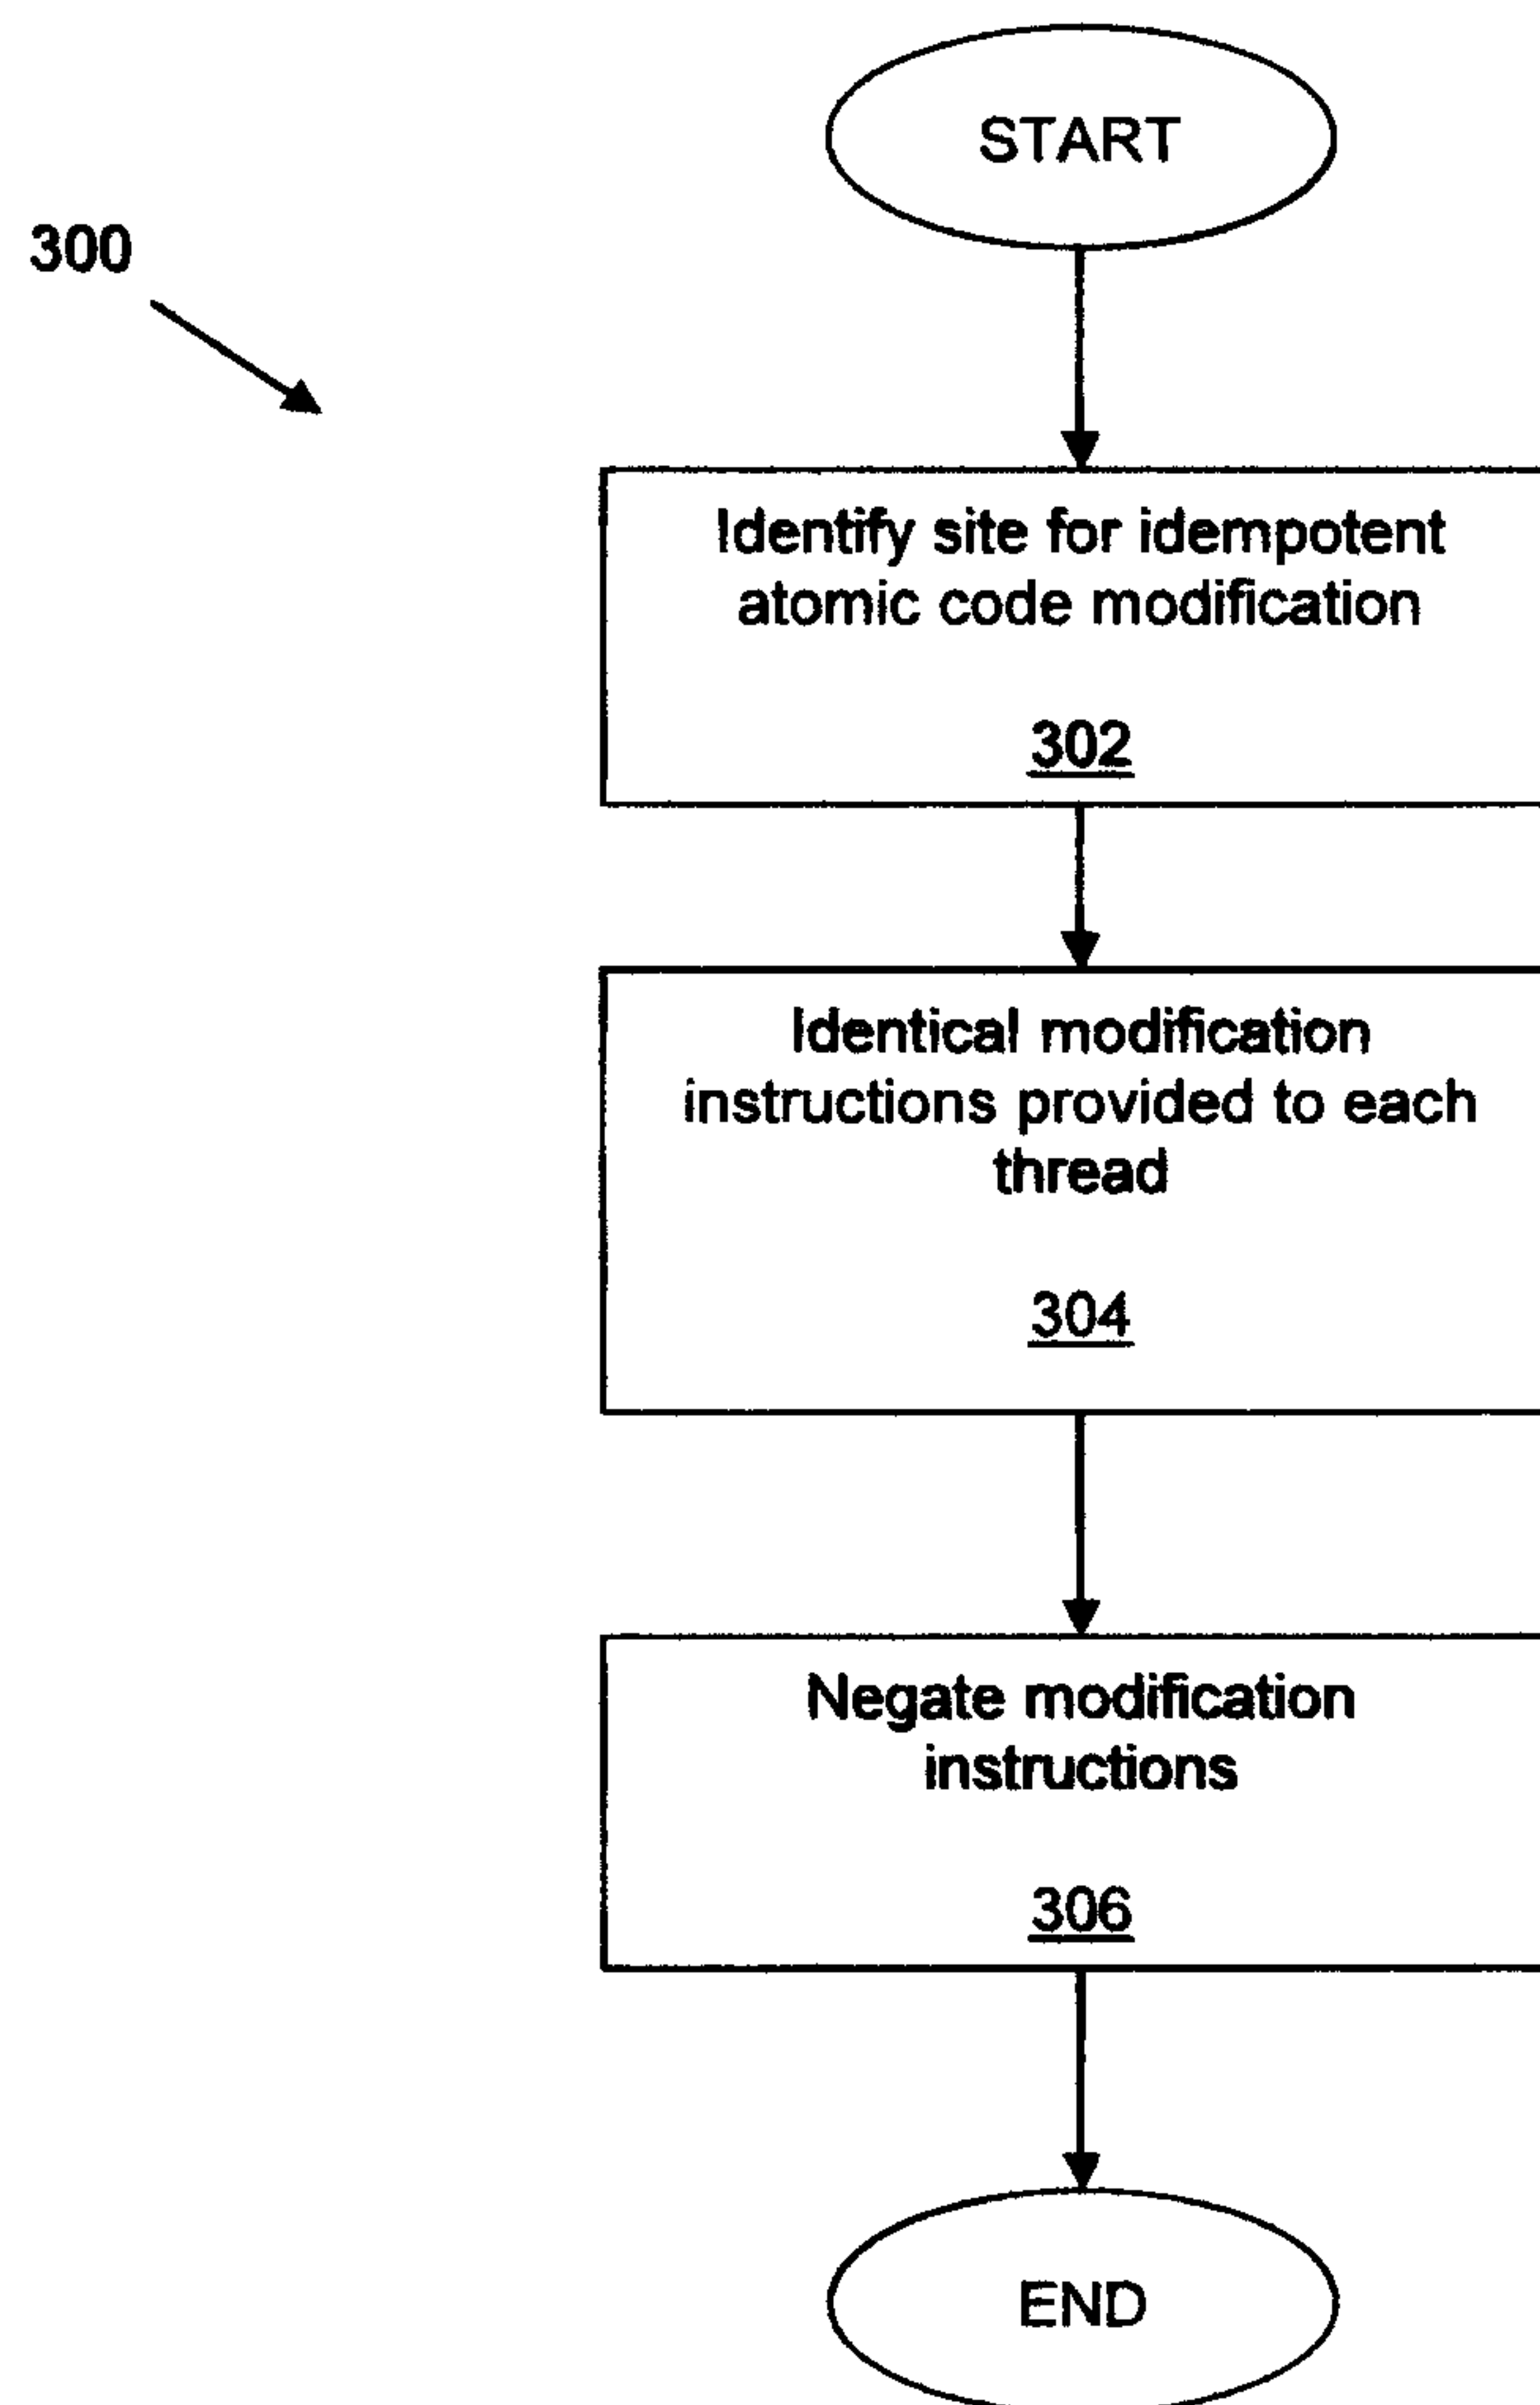 START
300
Identify site for idempotent
atomic code modification
302
Identical modification
instructions provided to each
thread
304
Negate modification
instructions
306
END